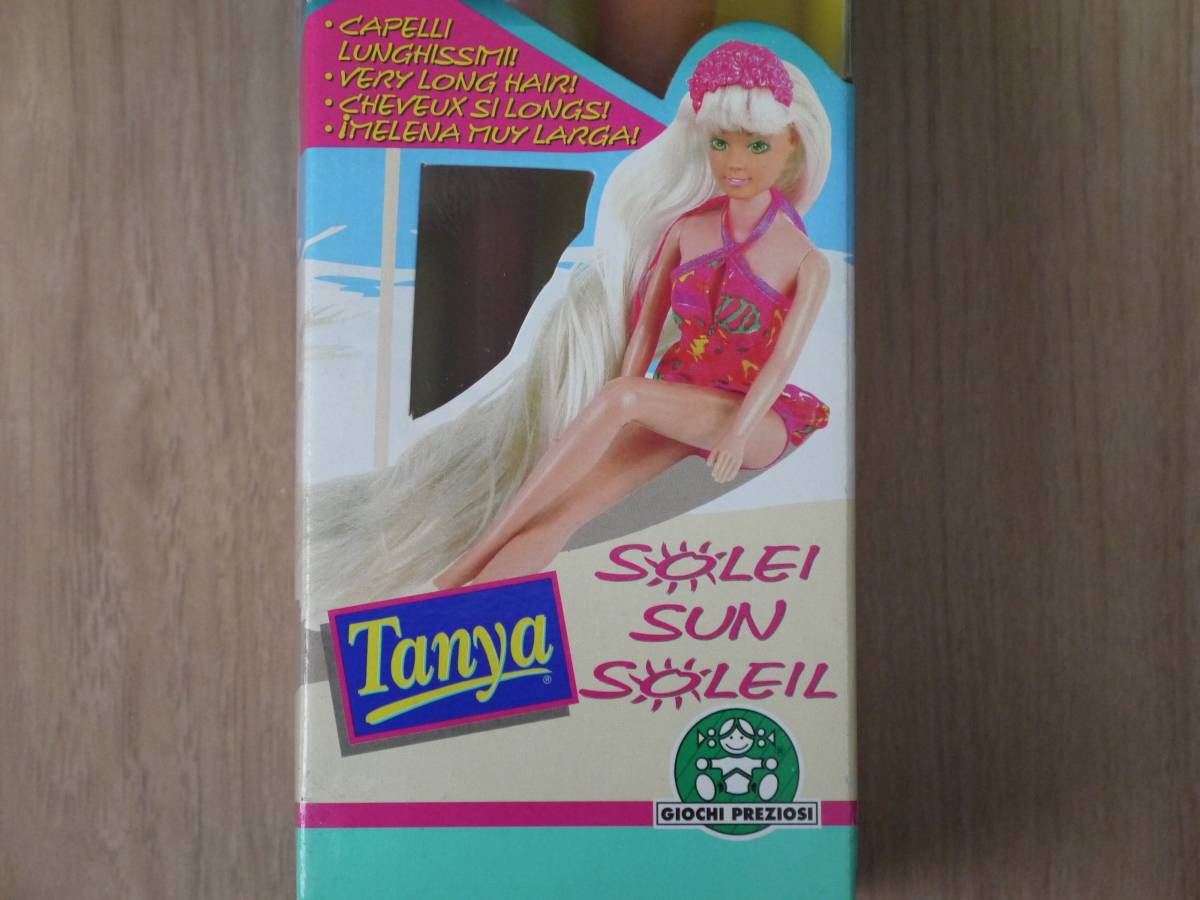 • CAPELLI
LUNGHISSIMI!
• VERY LONG HAIR!
• CHEVEUX SI LONGS!
• ¡MELENA MUY LARGA!
SOLEI
SUN
SOLEIL
Tanya
®
GIOCHI PREZIOSI